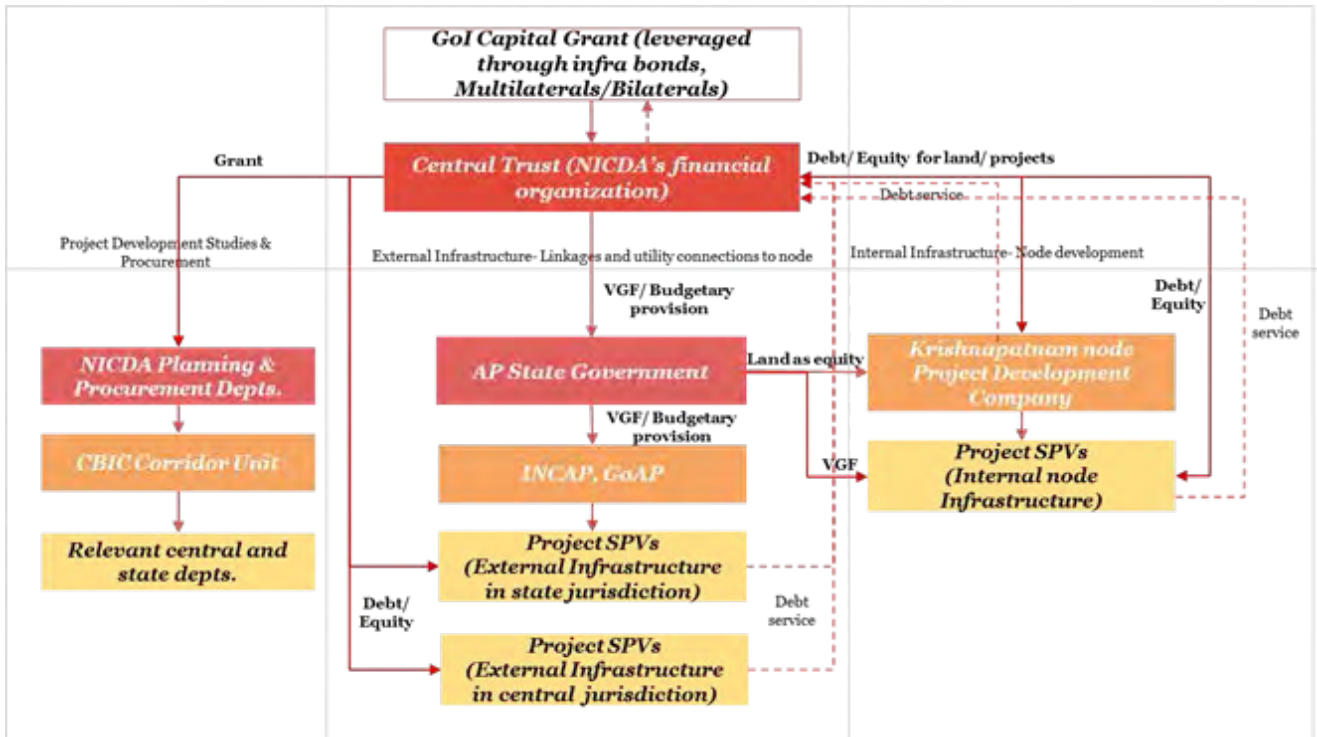 GoI Capital Grant (leveraged
through infra bonds,
Multilaterals/Bilaterals)
Grant
Central Trust (NICDA's financial
organization)
Debt/ Equity for land/ projects
Debt service
Project Development Studies &
Procurement
External Infrastructure- Linkages and utility connections to node
Internal Infrastructure- Node development
VGF/ Budgetary
provision
Debt/
Equity
Debt
service
NICDA Planning &
Procurement Depts.
AP State Government
Land as equity
Krishnapatnam node
Project Development
Company
VGF/ Budgetary
provision
CBIC Corridor Unit
INCAP, GoAP
VGF
Project SPVs
(Internal node
Infrastructure)
Relevant central and
state depts.
Project SPVs
(External Infrastructure
in state jurisdiction)
Debt/
Equity
Debt
service
Project SPVs
(External Infrastructure
in central jurisdiction)